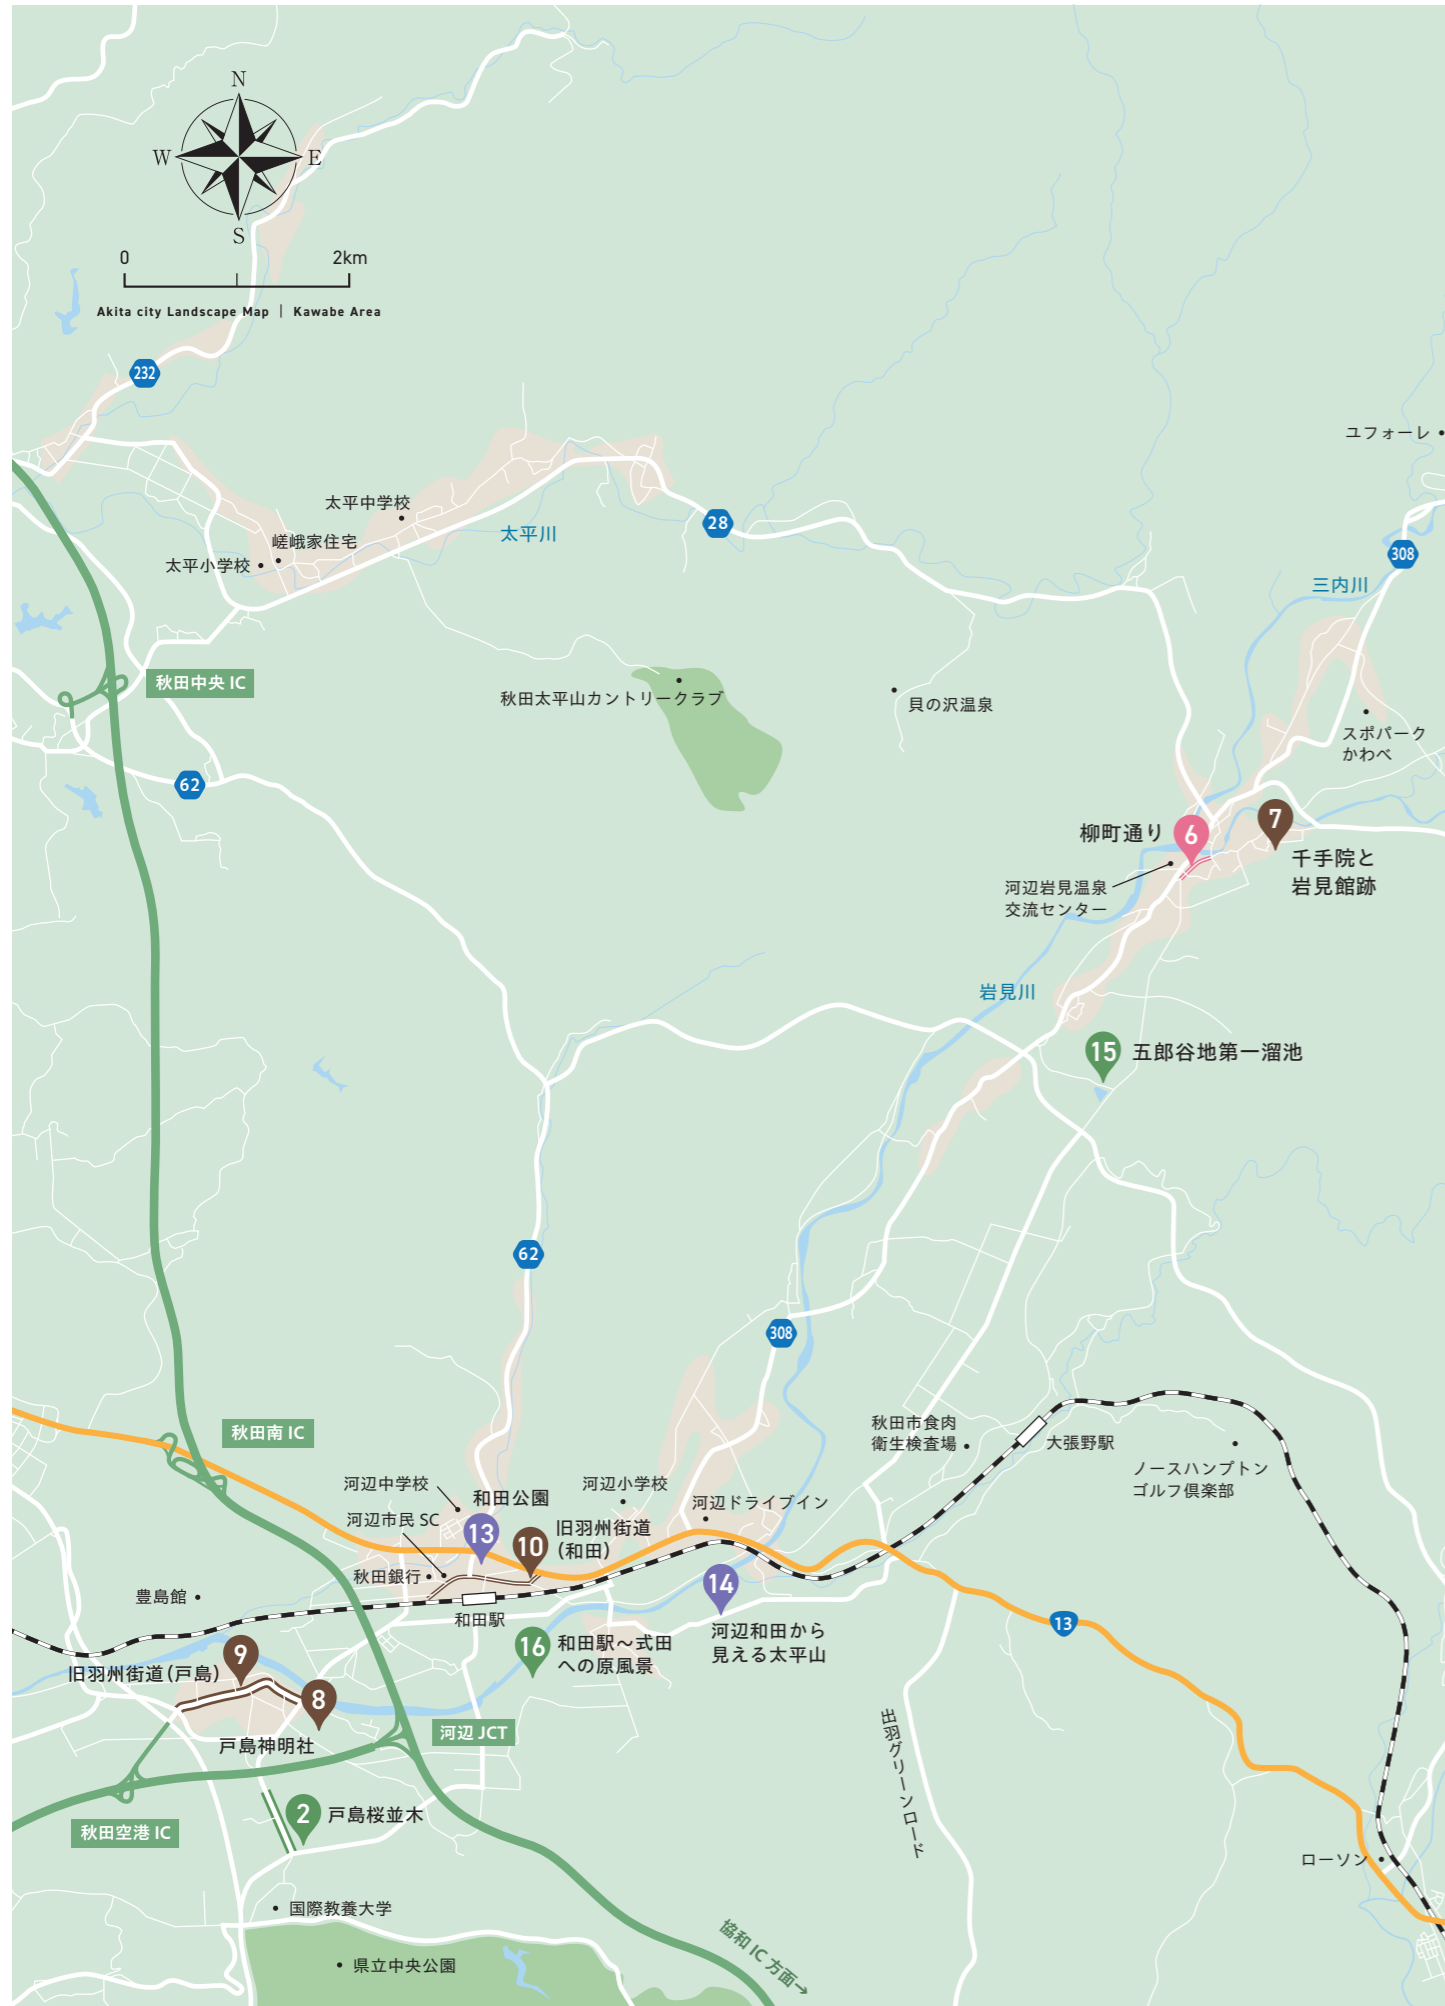 N
W
E
S
0
2km
Akita city Landscape Map | Kawabe Area
232
ユフォーレ
太平中学校
28
太平川
嵯峨家住宅
太平小学校
308
三内川
秋田中央 IC
秋田太平山カントリークラブ
貝の沢温泉
スポパーク
かわべ
62
柳町通り
6
7
千手院と
岩見館跡
河辺岩見温泉
交流センター
岩見川
15
五郎谷地第一溜池
62
308
秋田南 IC
秋田市食肉
衛生検査場
大張野駅
ノースハンプトン
ゴルフ倶楽部
河辺中学校
和田公園
河辺小学校
河辺ドライブイン
河辺市民 SC
13
10
旧羽州街道
(和田)
秋田銀行
豊島館
和田駅
14
河辺和田から
見える太平山
13
16
和田駅〜式田
への原風景
9
旧羽州街道(戸島)
8
戸島神明社
河辺 JCT
出羽グリーンロード
2
戸島桜並木
秋田空港 IC
ローソン
国際教養大学
県立中央公園
協和 IC 方面→